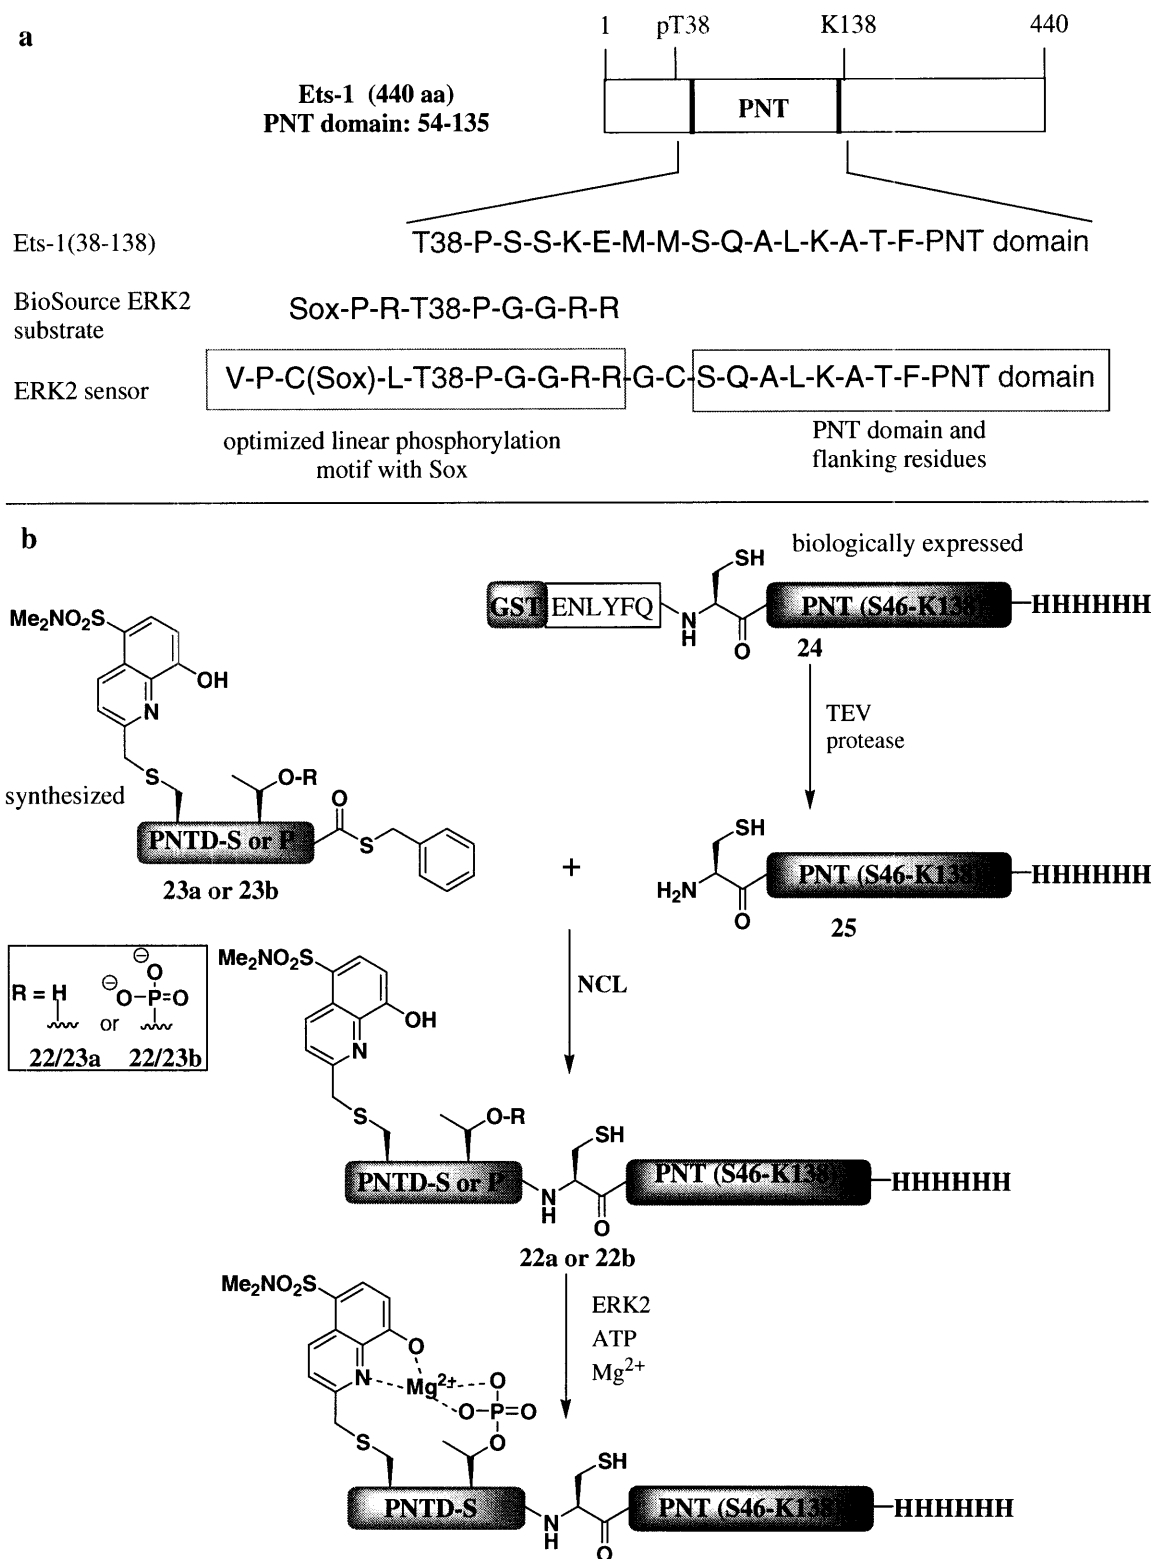 a
1 pT38 K138 440
Ets-1 (440 aa)
PNT domain: 54-135
PNT
Ets-1(38-138)
T38-P-S-S-K-E-M-M-S-Q-A-L-K-A-T-F-PNT domain
BioSource ERK2
substrate
Sox-P-R-T38-P-G-G-R-R
ERK2 sensor
V-P-C(Sox)-L-T38-P-G-G-R-R-G-C-S-Q-A-L-K-A-T-F-PNT domain
optimized linear phosphorylation
motif with Sox
PNT domain and
flanking residues
b
biologically expressed
SH
GST ENLYFQ N H O PNT (S46-K138) HHHHHH
24
TEV
protease
Me2NO2S
OH
N
S
O-R
synthesized
PNTD-S or P
O
S
23a or 23b
+
SH
H2N O PNT (S46-K138) HHHHHH
25
R = H or
⊖O-P=O
O⊖
22/23a 22/23b
NCL
Me2NO2S
OH
N
S
O-R
SH
PNTD-S or P N H O PNT (S46-K138) HHHHHH
22a or 22b
ERK2
ATP
Mg2+
Me2NO2S
O
N Mg2+ O
O-P=O
S O
SH
PNTD-S N H O PNT (S46-K138) HHHHHH